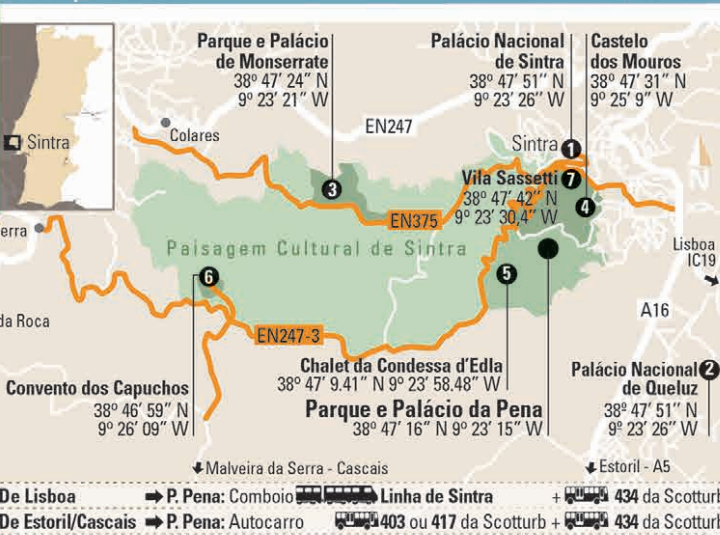 Parque e Palácio
de Monserrate
38º 47' 24" N
9º 23' 21" W
Palácio Nacional
de Sintra
38º 47' 51" N
9º 23' 26" W
Castelo
dos Mouros
38º 47' 31" N
9º 25' 9" W
Sintra
Colares
EN247
Sintra 1
Vila Sassetti 7
38º 47' 42" N
9º 23' 30,4" W
3
4
EN375
erra
Paisagem Cultural de Sintra
Lisboa
IC19
6
5
da Roca
A16
EN247-3
Chalet da Condessa d'Edla
38º 47' 9.41" N 9º 23' 58.48" W
Palácio Nacional 2
de Queluz
38º 47' 51" N
9º 23' 26" W
Convento dos Capuchos
38º 46' 59" N
9º 26' 09" W
Parque e Palácio da Pena
38º 47' 16" N 9º 23' 15" W
Malveira da Serra - Cascais
Estoril - A5
De Lisboa P. Pena: Comboio Linha de Sintra + 434 da Scotturb
De Estoril/Cascais P. Pena: Autocarro 403 ou 417 da Scotturb + 434 da Scotturb